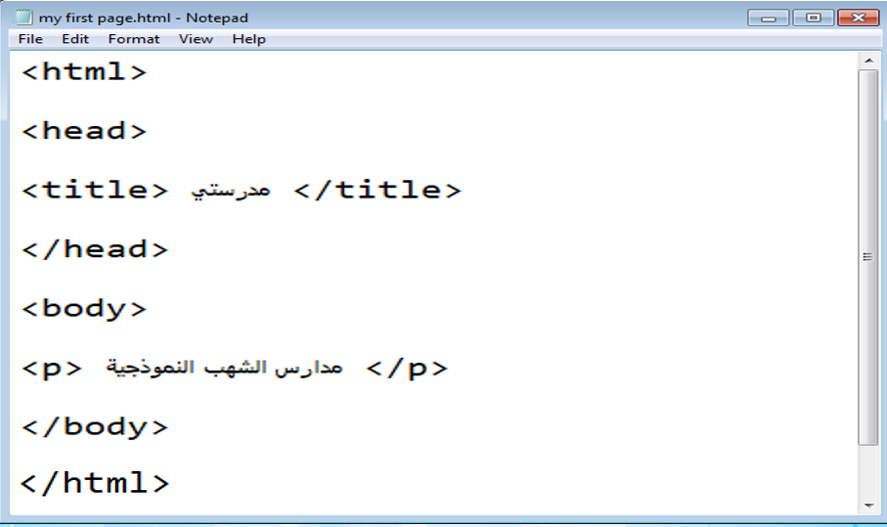 my first page.html - Notepad
File Edit Format View Help
<html>
<head>
<title> مدرستي </title>
</head>
<body>
<p> مدارس الشهب النموذجية </p>
</body>
</html>